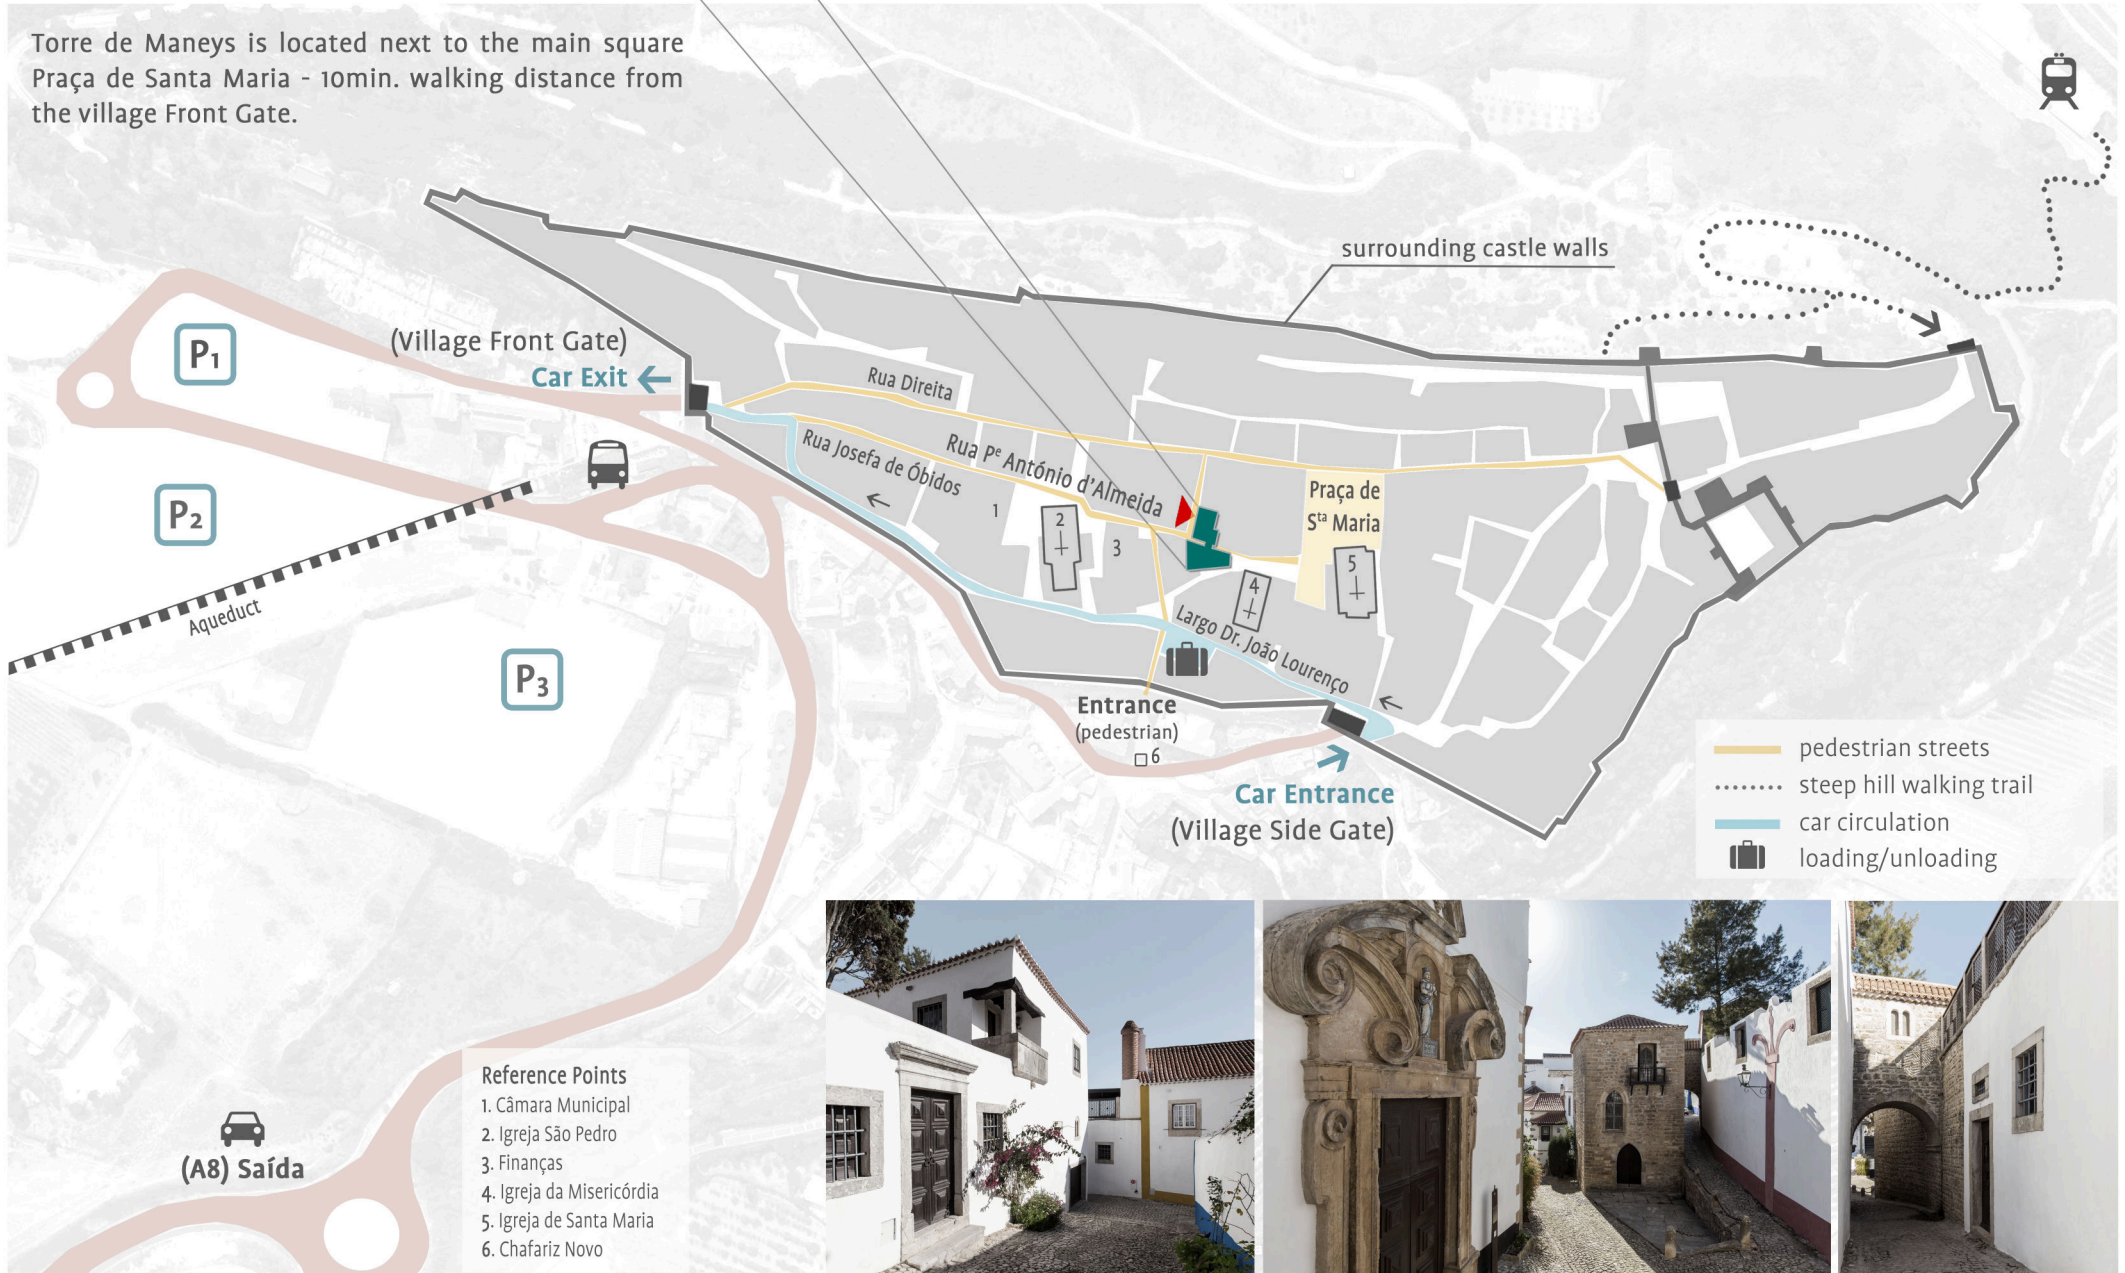 Torre de Maneys is located next to the main square
Praça de Santa Maria - 10min. walking distance from
the village Front Gate.
surrounding castle walls
(Village Front Gate)
Car Exit
P1
P2
P3
Aqueduct
Rua Direita
Rua Pe António d'Almeida
Rua Josefa de Óbidos
1
2
3
4
5
Praça de
Sta Maria
Largo Dr. João Lourenço
Entrance
(pedestrian)
6
Car Entrance
(Village Side Gate)
pedestrian streets
steep hill walking trail
car circulation
loading/unloading
(A8) Saída
Reference Points
1. Câmara Municipal
2. Igreja São Pedro
3. Finanças
4. Igreja da Misericórdia
5. Igreja de Santa Maria
6. Chafariz Novo